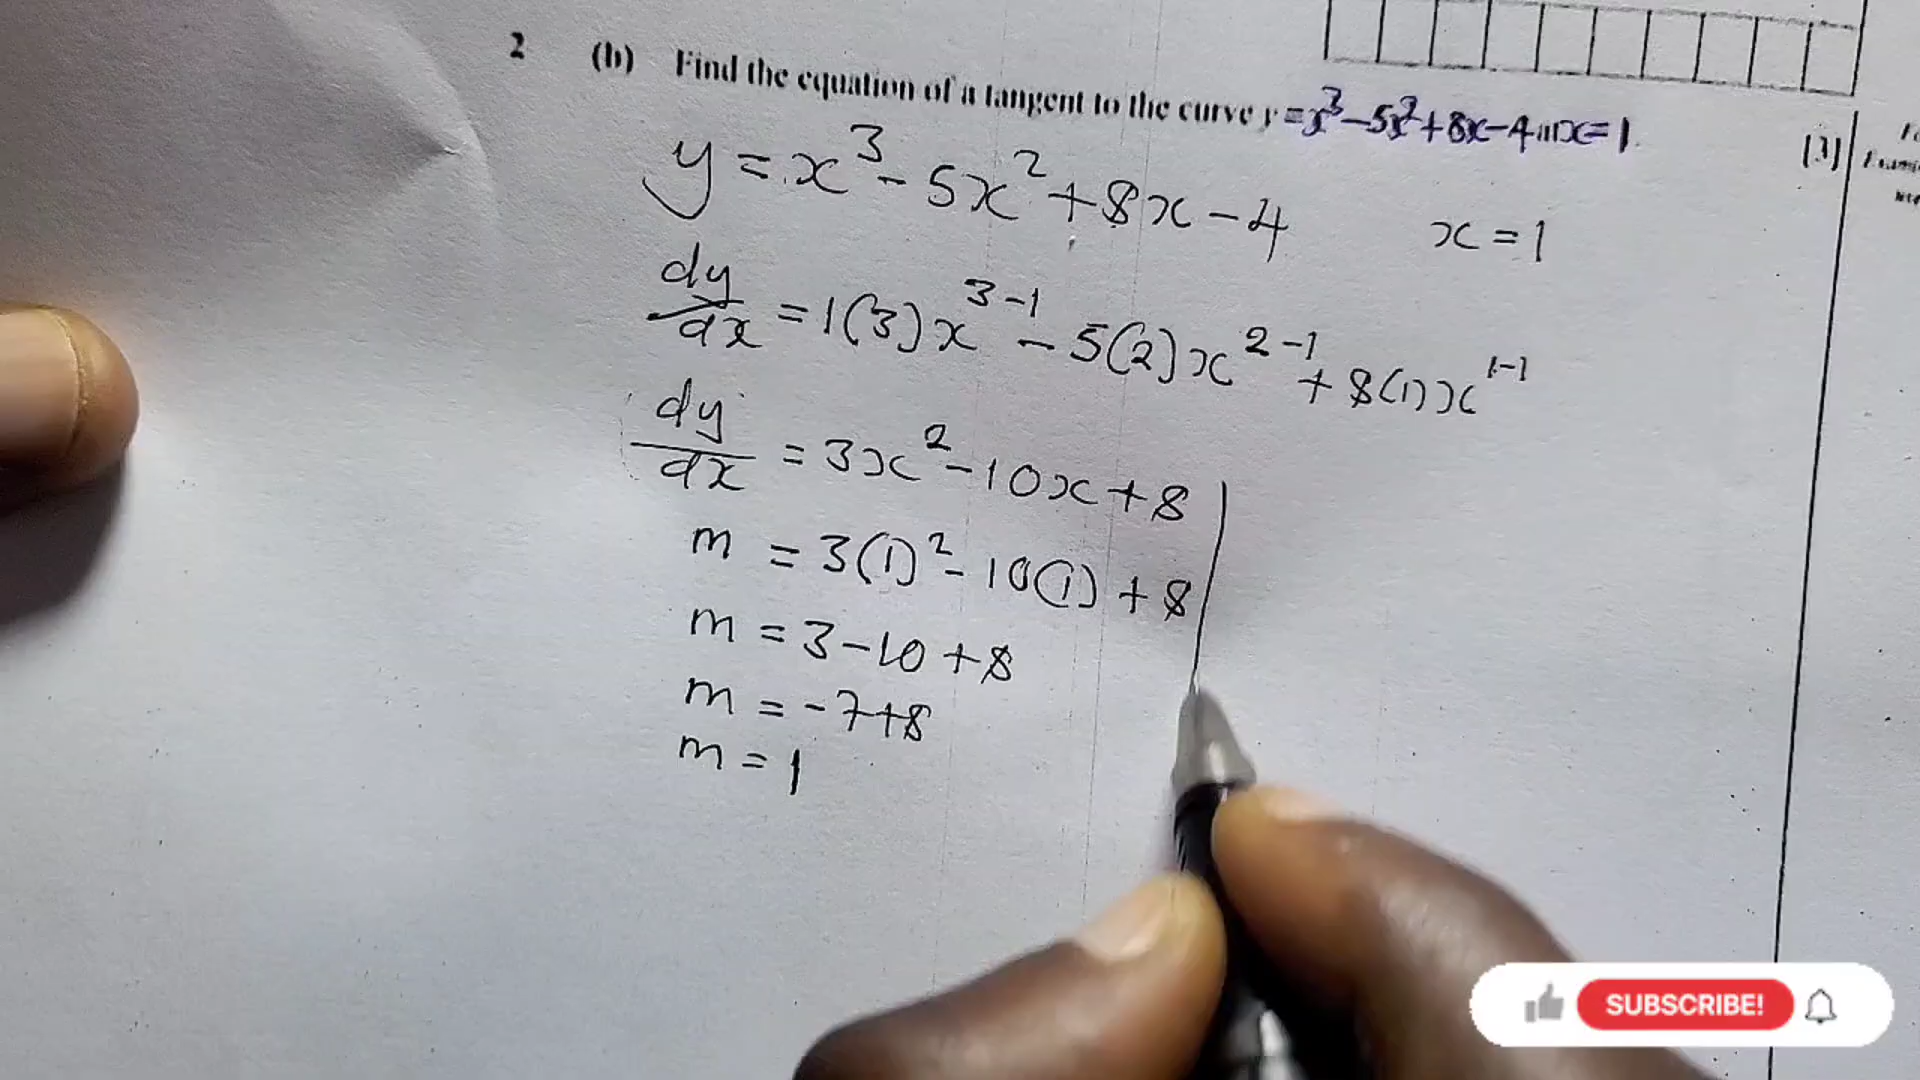 2 (b) Find the equation of a tangent to the curve y = x³ - 5x² + 8x - 4 at x = 1. [3]
y = x³ - 5x² + 8x - 4 x = 1
dy/dx = 1(3)x³⁻¹ - 5(2)x²⁻¹ + 8(1)x¹⁻¹
dy/dx = 3x² - 10x + 8
m = 3(1)² - 10(1) + 8
m = 3 - 10 + 8
m = -7 + 8
m = 1
SUBSCRIBE!